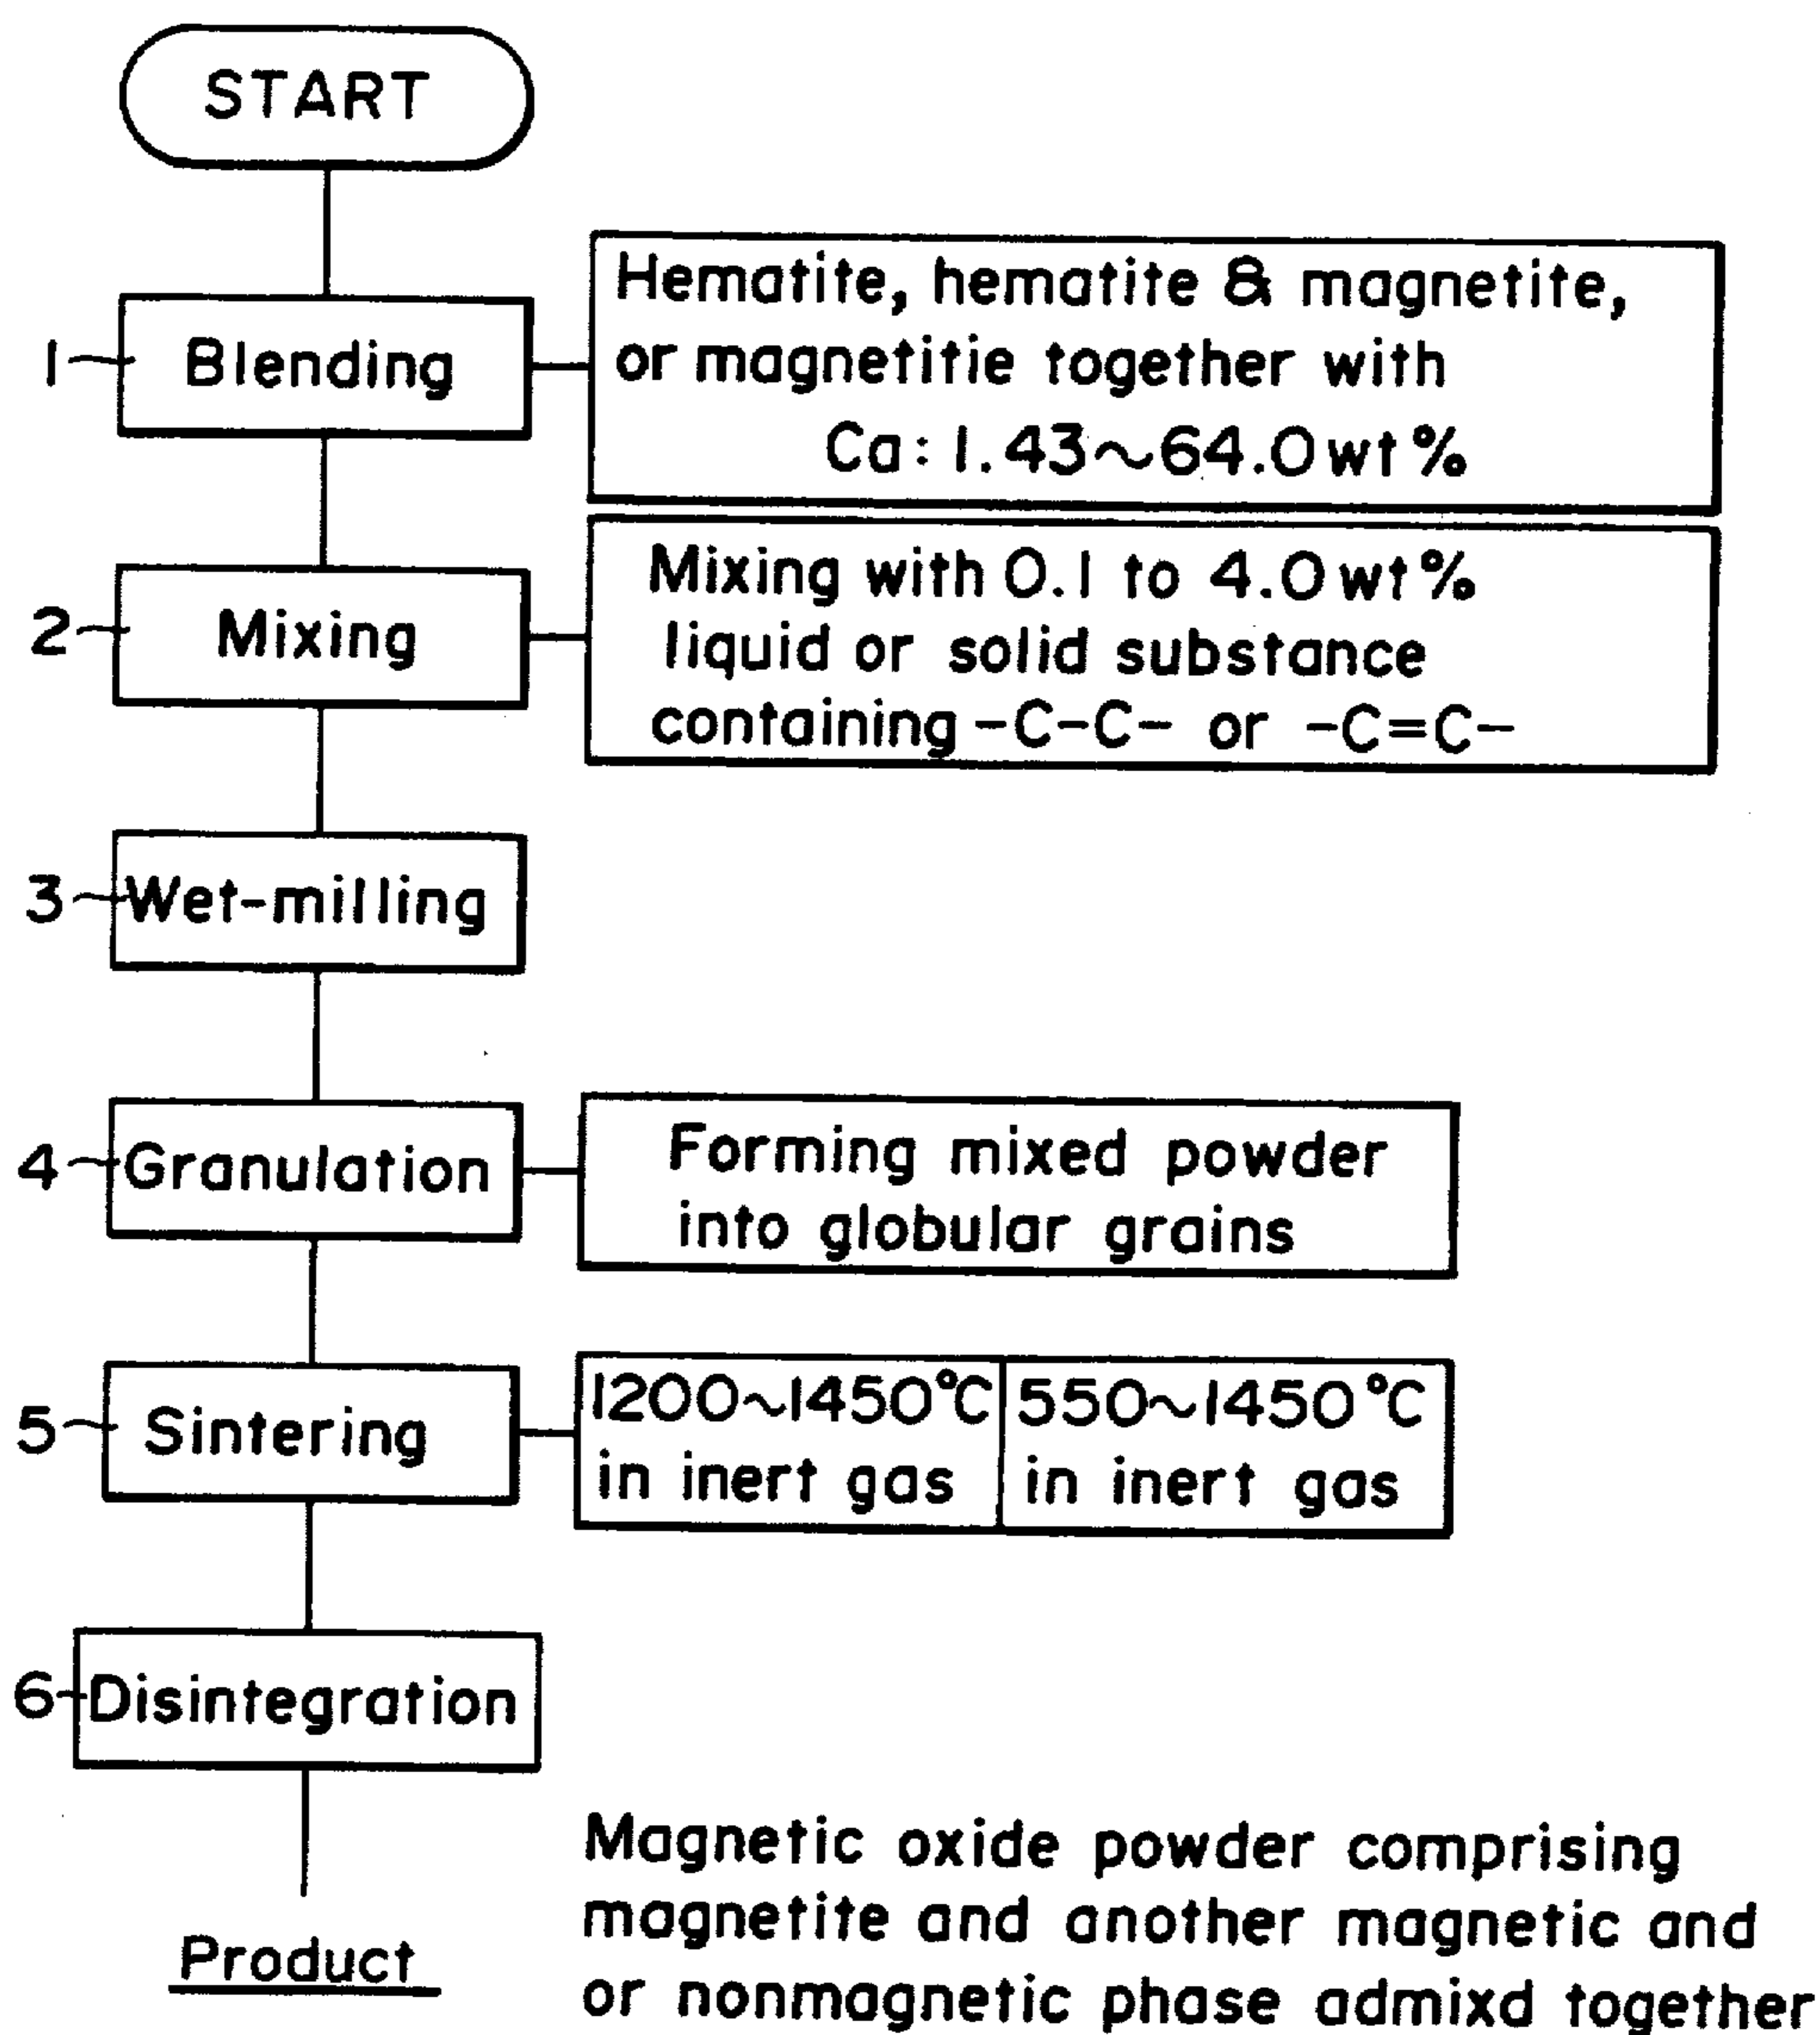 START
1 Blending
Hematite, hematite & magnetite,
or magnetitie together with
Ca: 1.43~64.0wt%
2 Mixing
Mixing with 0.1 to 4.0wt%
liquid or solid substance
containing -C-C- or -C=C-
3 Wet-milling
4 Granulation
Forming mixed powder
into globular grains
5 Sintering
1200~1450°C
in inert gas
550~1450°C
in inert gas
6 Disintegration
Product
Magnetic oxide powder comprising
magnetite and another magnetic and
or nonmagnetic phase admixd together